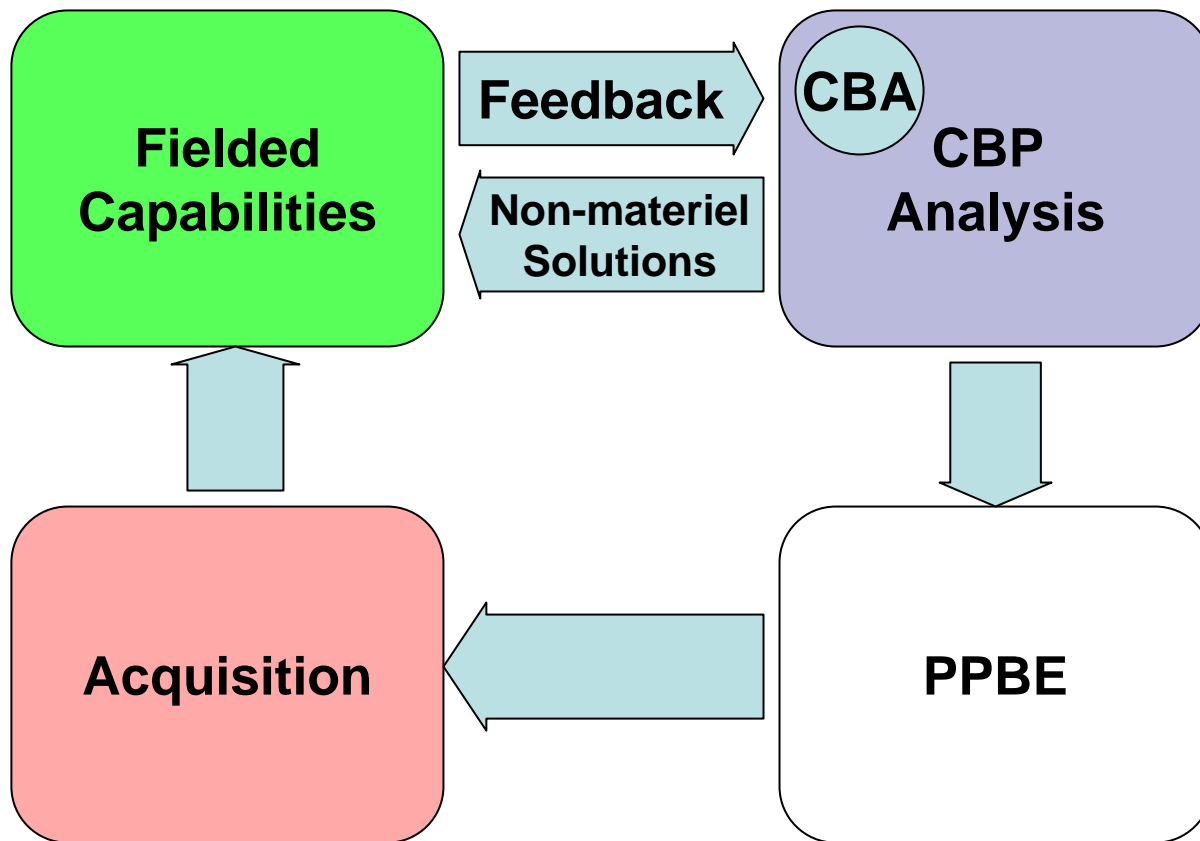 Fielded
Capabilities
Feedback
Non-materiel
Solutions
CBA
CBP
Analysis
Acquisition
PPBE